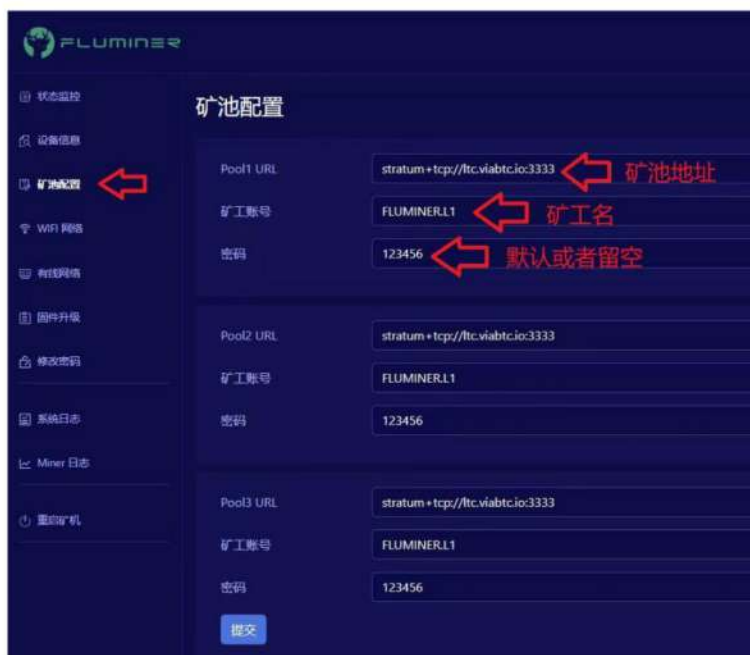 FLUMINER
状态监控
设备信息
矿池配置
WIFI 网络
有线网络
固件升级
修改密码
系统日志
Miner 日志
重启矿机
矿池配置
Pool1 URL
stratum+tcp://ltc.viabtc.io:3333
矿池地址
矿工账号
FLUMINER.L1
矿工名
密码
123456
默认或者留空
Pool2 URL
stratum+tcp://ltc.viabtc.io:3333
矿工账号
FLUMINER.L1
密码
123456
Pool3 URL
stratum+tcp://ltc.viabtc.io:3333
矿工账号
FLUMINER.L1
密码
123456
提交